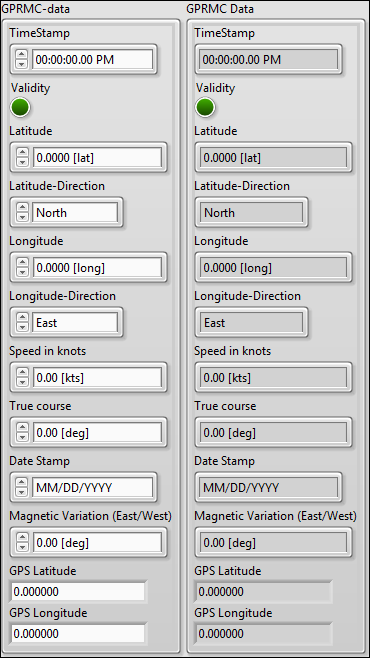 GPRMC-data
TimeStamp
00:00:00.00 PM
Validity
Latitude
0.0000 [lat]
Latitude-Direction
North
Longitude
0.0000 [long]
Longitude-Direction
East
Speed in knots
0.00 [kts]
True course
0.00 [deg]
Date Stamp
MM/DD/YYYY
Magnetic Variation (East/West)
0.00 [deg]
GPS Latitude
0.000000
GPS Longitude
0.000000
GPRMC Data
TimeStamp
00:00:00.00 PM
Validity
Latitude
0.0000 [lat]
Latitude-Direction
North
Longitude
0.0000 [long]
Longitude-Direction
East
Speed in knots
0.00 [kts]
True course
0.00 [deg]
Date Stamp
MM/DD/YYYY
Magnetic Variation (East/West)
0.00 [deg]
GPS Latitude
0.000000
GPS Longitude
0.000000